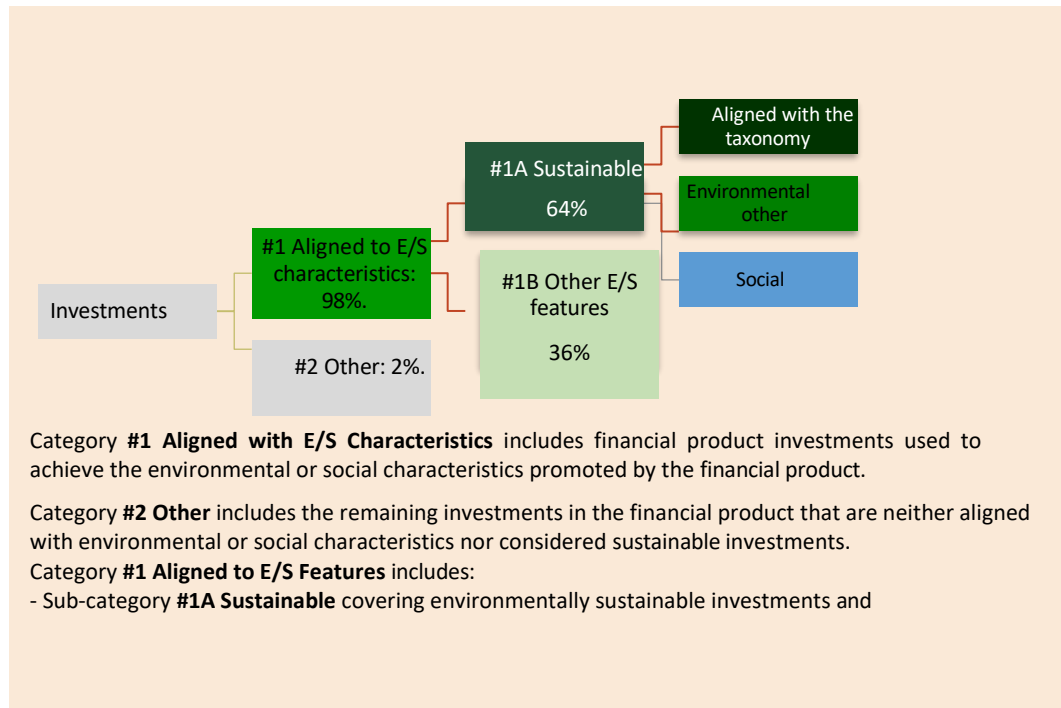 Investments
#1 Aligned to E/S
characteristics:
98%.
#2 Other: 2%.
#1A Sustainable
64%
#1B Other E/S
features
36%
Aligned with the
taxonomy
Environmental
other
Social
Category #1 Aligned with E/S Characteristics includes financial product investments used to
achieve the environmental or social characteristics promoted by the financial product.
Category #2 Other includes the remaining investments in the financial product that are neither aligned
with environmental or social characteristics nor considered sustainable investments.
Category #1 Aligned to E/S Features includes:
- Sub-category #1A Sustainable covering environmentally sustainable investments and